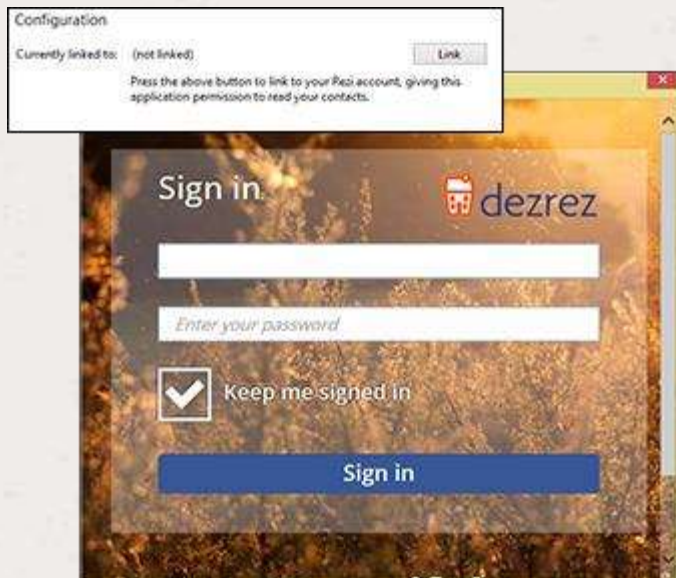 Configuration
Currently linked to: (not linked) Link
Press the above button to link to your Rezi account, giving this
application permission to read your contacts.
Sign in
dezrez
Enter your password
Keep me signed in
Sign in